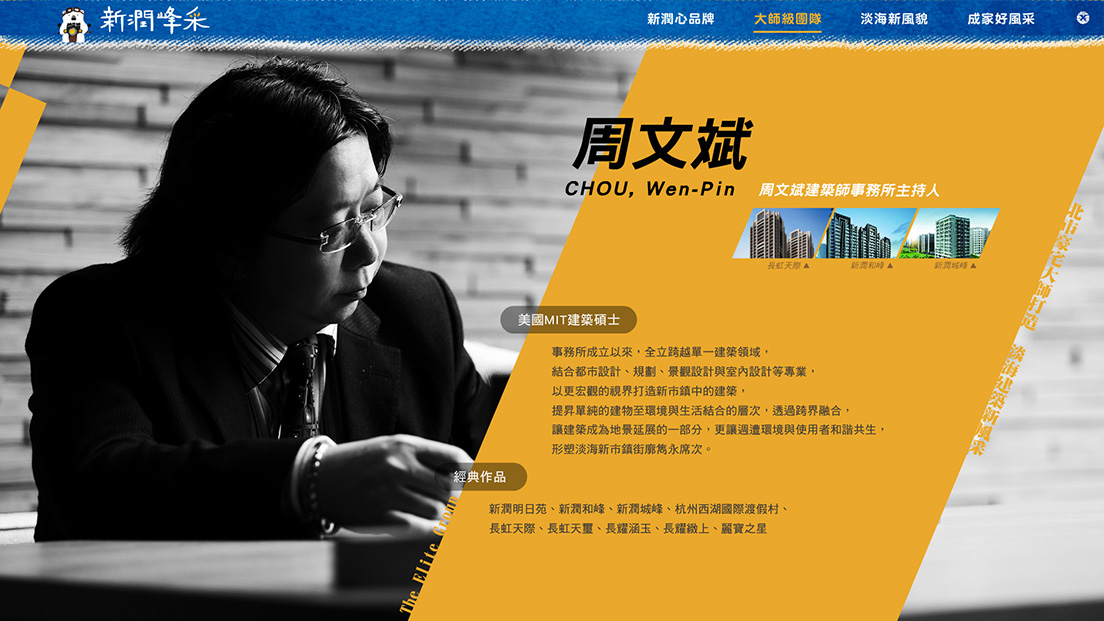 新潤峰采
新潤心品牌
大師級團隊
淡海新風貌
成家好風采
周文斌
CHOU, Wen-Pin
周文斌建築師事務所主持人
長虹天際▲
新潤和峰▲
新潤城峰▲
北市豪宅大師打造 淡海建築新風采
美國MIT建築碩士
事務所成立以來，全立跨越單一建築領域，
結合都市設計、規劃、景觀設計與室內設計等專業，
以更宏觀的視界打造新市鎮中的建築，
提昇單純的建物至環境與生活結合的層次，透過跨界融合，
讓建築成為地景延展的一部分，更讓週遭環境與使用者和諧共生，
形塑淡海新市鎮街廓雋永席次。
經典作品
新潤明日苑、新潤和峰、新潤城峰、杭州西湖國際渡假村、
長虹天際、長虹天璽、長耀涵玉、長耀緻上、麗寶之星
The Elite Group